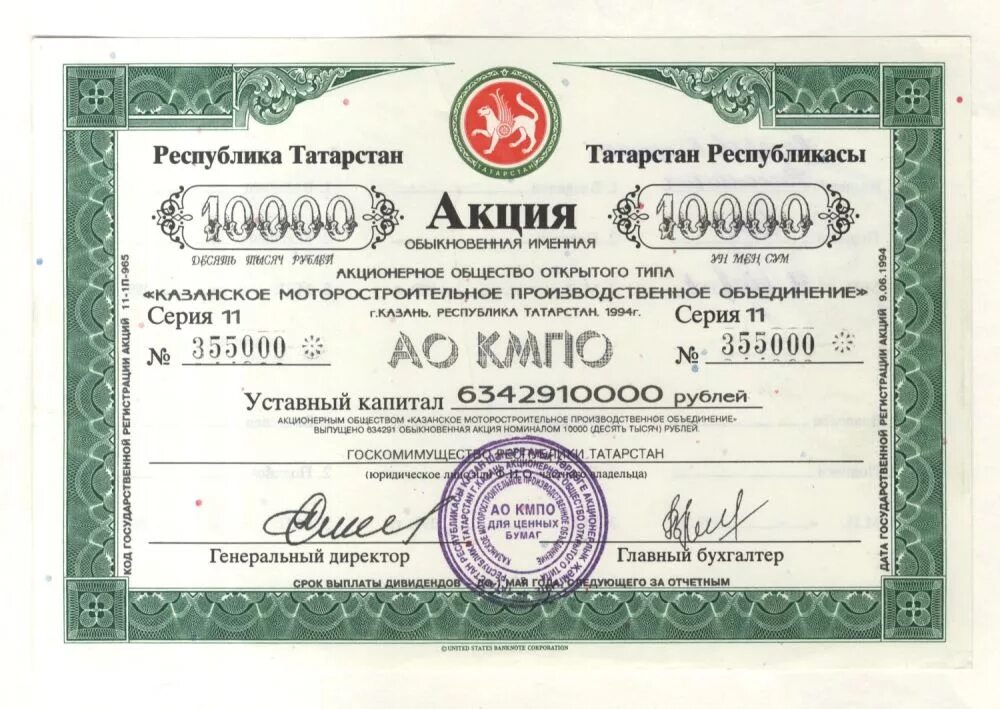 ТАТАРСТАН
Республика Татарстан
Татарстан Республикасы
10000
Акция
10000
ОБЫКНОВЕННАЯ ИМЕННАЯ
ДЕСЯТЬ ТЫСЯЧ РУБЛЕЙ
УН МЕҢ СУМ
АКЦИОНЕРНОЕ ОБЩЕСТВО ОТКРЫТОГО ТИПА
«КАЗАНСКОЕ МОТОРОСТРОИТЕЛЬНОЕ ПРОИЗВОДСТВЕННОЕ ОБЪЕДИНЕНИЕ»
г.КАЗАНЬ, РЕСПУБЛИКА ТАТАРСТАН, 1994г.
Серия 11
Серия 11
№ 355000
АО КМПО
№ 355000
Уставный капитал 6342910000 рублей
АКЦИОНЕРНЫМ ОБЩЕСТВОМ «КАЗАНСКОЕ МОТОРОСТРОИТЕЛЬНОЕ ПРОИЗВОДСТВЕННОЕ ОБЪЕДИНЕНИЕ»
ВЫПУЩЕНО 634291 ОБЫКНОВЕННАЯ АКЦИЯ НОМИНАЛОМ 10000 (ДЕСЯТЬ ТЫСЯЧ) РУБЛЕЙ.
ГОСКОМИМУЩЕСТВО РЕСПУБЛИКИ ТАТАРСТАН
(юридическое лицо или Ф.И.О. частного владельца)
АО КМПО
ДЛЯ ЦЕННЫХ
БУМАГ
Генеральный директор
Главный бухгалтер
СРОК ВЫПЛАТЫ ДИВИДЕНДОВ – ДО 1 МАЯ ГОДА, СЛЕДУЮЩЕГО ЗА ОТЧЕТНЫМ
КОД ГОСУДАРСТВЕННОЙ РЕГИСТРАЦИИ АКЦИЙ 11-1П-965
ДАТА ГОСУДАРСТВЕННОЙ РЕГИСТРАЦИИ АКЦИЙ 9.06.1994
© UNITED STATES BANKNOTE CORPORATION